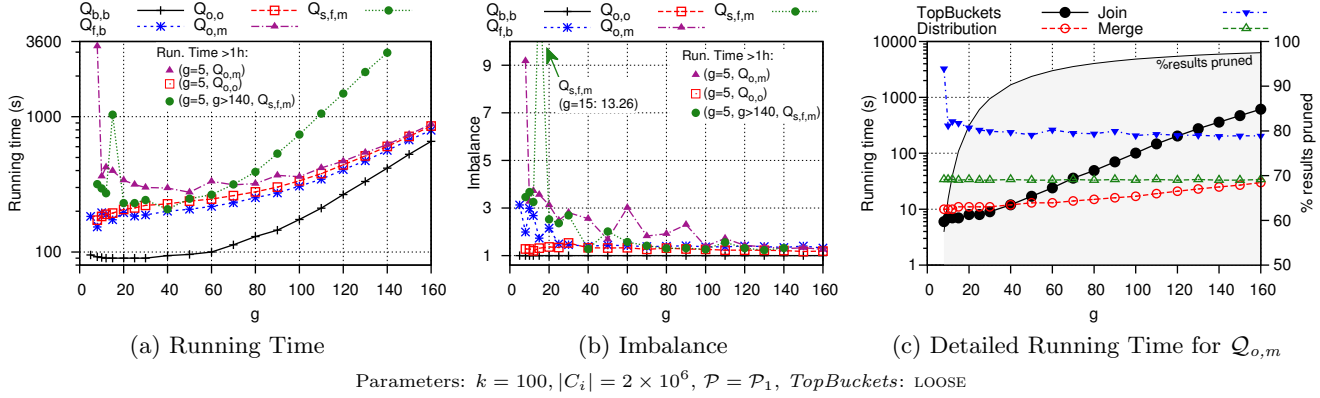 Q_{b,b}
Q_{f,b}
Q_{o,o}
Q_{o,m}
Q_{s,f,m}
3600
1000
100
Running time (s)
Run. Time >1h:
(g=5, Q_{o,m})
(g=5, Q_{o,o})
(g=5, g>140, Q_{s,f,m})
0 20 40 60 80 100 120 140 160
g
(a) Running Time
Q_{b,b}
Q_{f,b}
Q_{o,o}
Q_{o,m}
Q_{s,f,m}
9
7
5
3
1
Imbalance
Q_{s,f,m}
(g=15: 13.26)
Run. Time >1h:
(g=5, Q_{o,m})
(g=5, Q_{o,o})
(g=5, g>140, Q_{s,f,m})
0 20 40 60 80 100 120 140 160
g
(b) Imbalance
TopBuckets
Distribution
Join
Merge
10000
1000
100
10
1
Running time (s)
%results pruned
100
90
80
70
60
50
% results pruned
0 20 40 60 80 100 120 140 160
g
(c) Detailed Running Time for 𝒬_{o,m}
Parameters: k = 100, |C_i| = 2 × 10^6, 𝒫 = 𝒫_1, TopBuckets: LOOSE